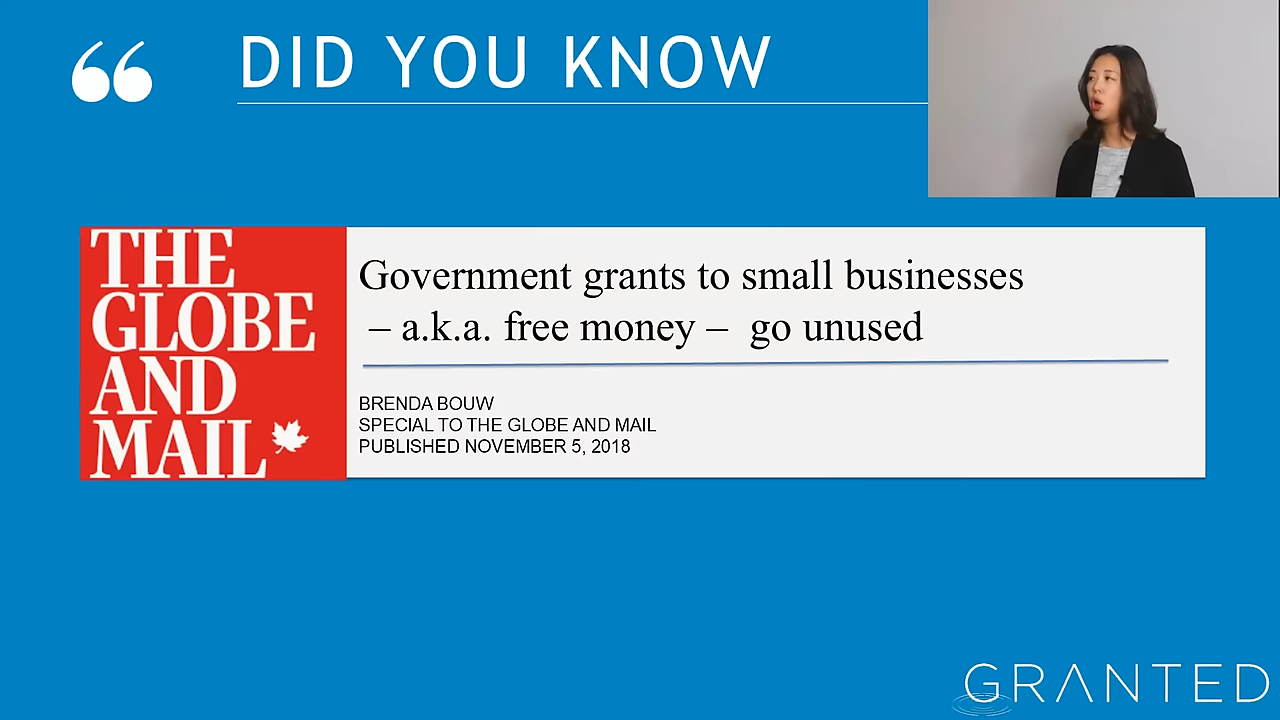 “ DID YOU KNOW
THE
GLOBE
AND
MAIL
Government grants to small businesses
– a.k.a. free money – go unused
BRENDA BOUW
SPECIAL TO THE GLOBE AND MAIL
PUBLISHED NOVEMBER 5, 2018
GRANTED